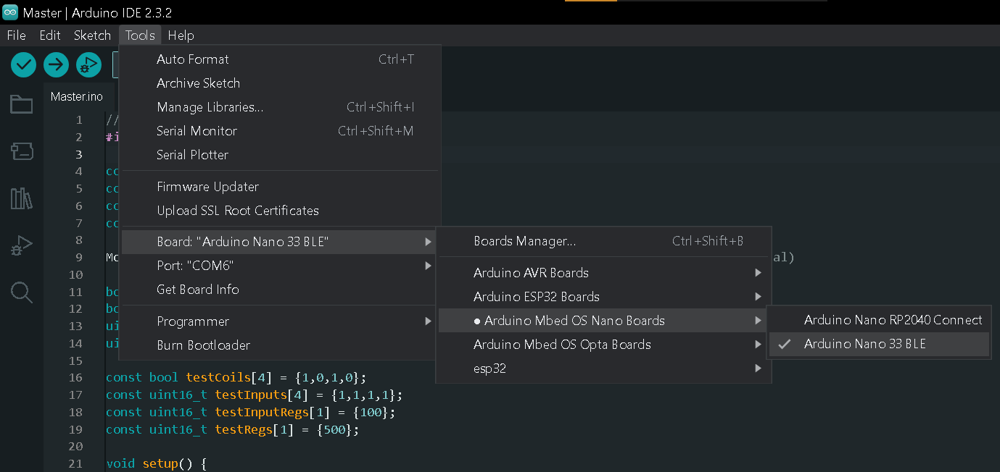 Master | Arduino IDE 2.3.2
File Edit Sketch Tools Help
Auto Format Ctrl+T
Archive Sketch
Manage Libraries... Ctrl+Shift+I
Serial Monitor Ctrl+Shift+M
Serial Plotter
Firmware Updater
Upload SSL Root Certificates
Board: "Arduino Nano 33 BLE"
Port: "COM6"
Get Board Info
Programmer
Burn Bootloader
Boards Manager... Ctrl+Shift+B
Arduino AVR Boards
Arduino ESP32 Boards
Arduino Mbed OS Nano Boards
Arduino Mbed OS Opta Boards
esp32
Arduino Nano RP2040 Connect
Arduino Nano 33 BLE
Master.ino
1 //
2 #i
3
4 co
5 co
6 co
7 co
8
9 Mo al)
10
11 bo
12 bo
13 ui
14 ui
15
16 const bool testCoils[4] = {1,0,1,0};
17 const uint16_t testInputs[4] = {1,1,1,1};
18 const uint16_t testInputRegs[1] = {100};
19 const uint16_t testRegs[1] = {500};
20
21 void setup() {